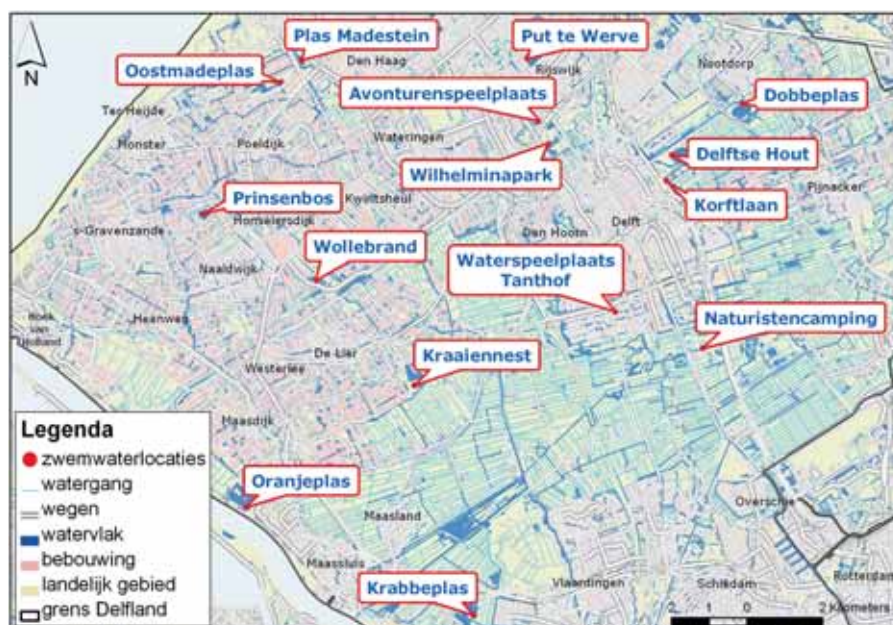 Plas Madestein
Put te Werve
N
Den Haag
Rijswijk
Nootdorp
Oostmadeplas
Avonturenspeelplaats
Dobbeplas
Ter Heijde
Monster
Poeldijk
Wateringen
Wilhelminapark
Delftse Hout
Pijnacker
Korftlaan
Prinsenbos
Kwintsheul
Honselersdijk
's-Gravenzande
Den Hoorn
Delft
Wollebrand
Waterspeelplaats
Tanthof
Naaldwijk
Heenweg
Hoek
van
Holland
Naturistencamping
De Lier
Kraaiennest
Westerlee
Maasdijk
Legenda
zwemwaterlocaties
watergang
wegen
watervlak
bebouwing
landelijk gebied
grens Delfland
Oranjeplas
Maasland
Overschie
Maassluis
Krabbeplas
Vlaardingen
Schiedam
Rotterdam
2 1 0 2
Kilometers